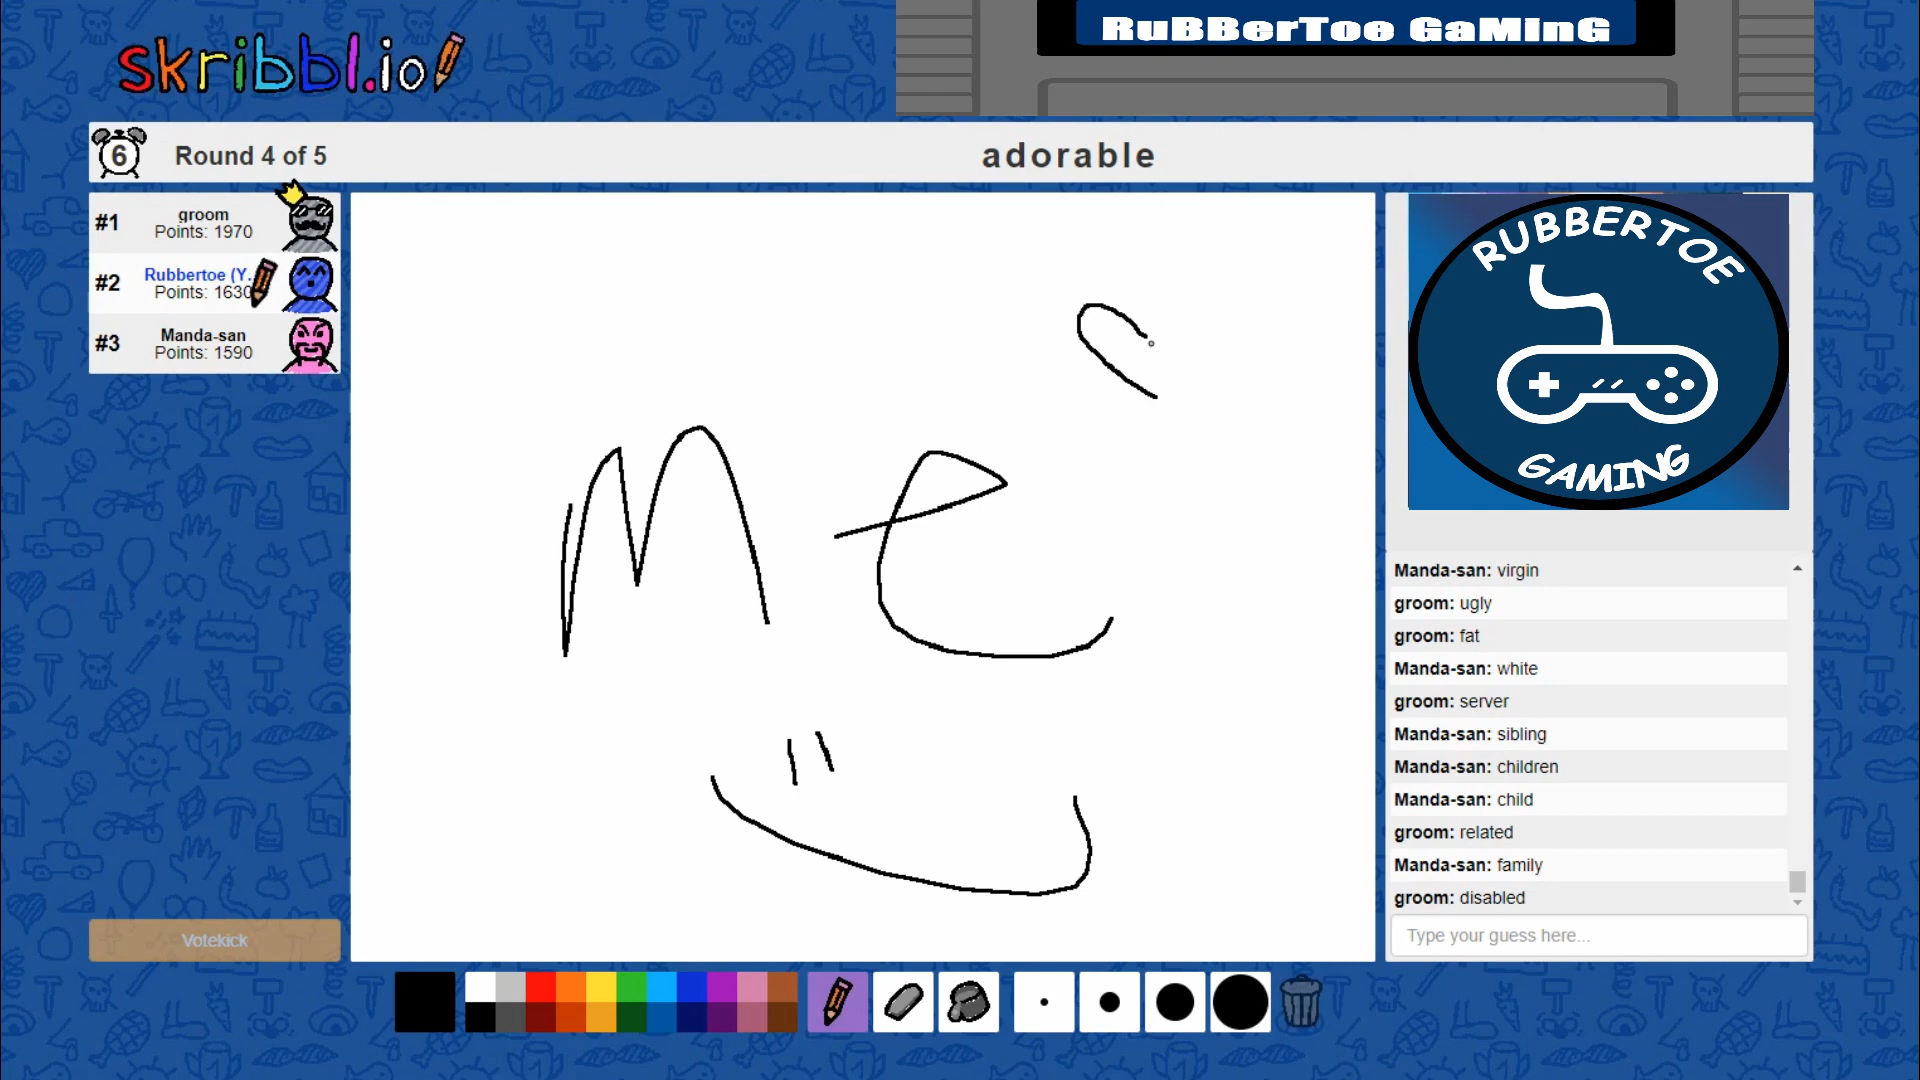 RuBBerToe GaMinG
skribbl.io
6
Round 4 of 5
adorable
#1
groom
Points: 1970
#2
Rubbertoe (Y.
Points: 1630
#3
Manda-san
Points: 1590
Me
RUBBERTOE
GAMING
Manda-san: virgin
groom: ugly
groom: fat
Manda-san: white
groom: server
Manda-san: sibling
Manda-san: children
Manda-san: child
groom: related
Manda-san: family
groom: disabled
Type your guess here...
Votekick